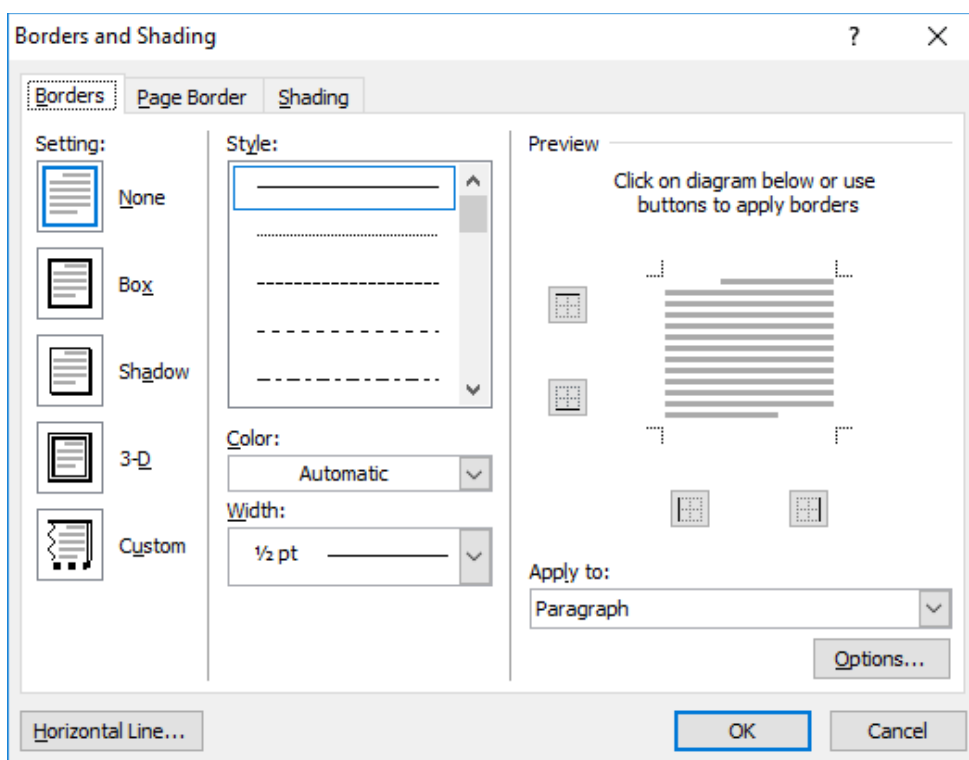 Borders and Shading
?
Borders
Page Border
Shading
Setting:
None
Box
Shadow
3-D
Custom
Style:
Color:
Automatic
Width:
½ pt
Preview
Click on diagram below or use
buttons to apply borders
Apply to:
Paragraph
Options...
Horizontal Line...
OK
Cancel